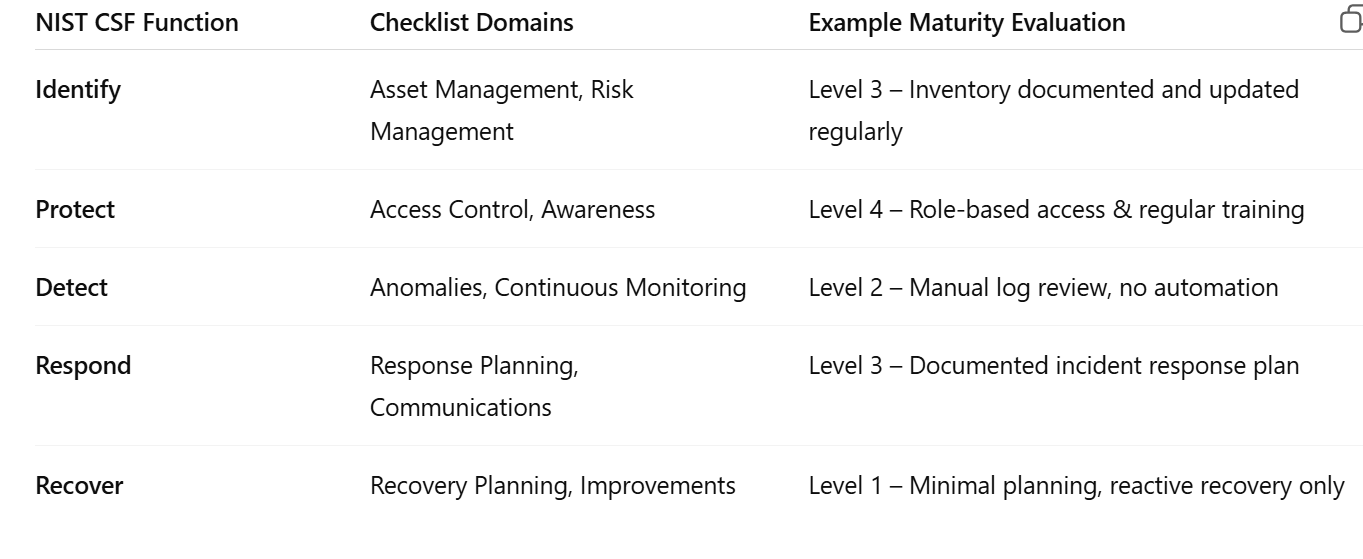 NIST CSF Function Checklist Domains Example Maturity Evaluation
Identify Asset Management, Risk Level 3 – Inventory documented and updated
Management regularly
Protect Access Control, Awareness Level 4 – Role-based access & regular training
Detect Anomalies, Continuous Monitoring Level 2 – Manual log review, no automation
Respond Response Planning, Level 3 – Documented incident response plan
Communications
Recover Recovery Planning, Improvements Level 1 – Minimal planning, reactive recovery only